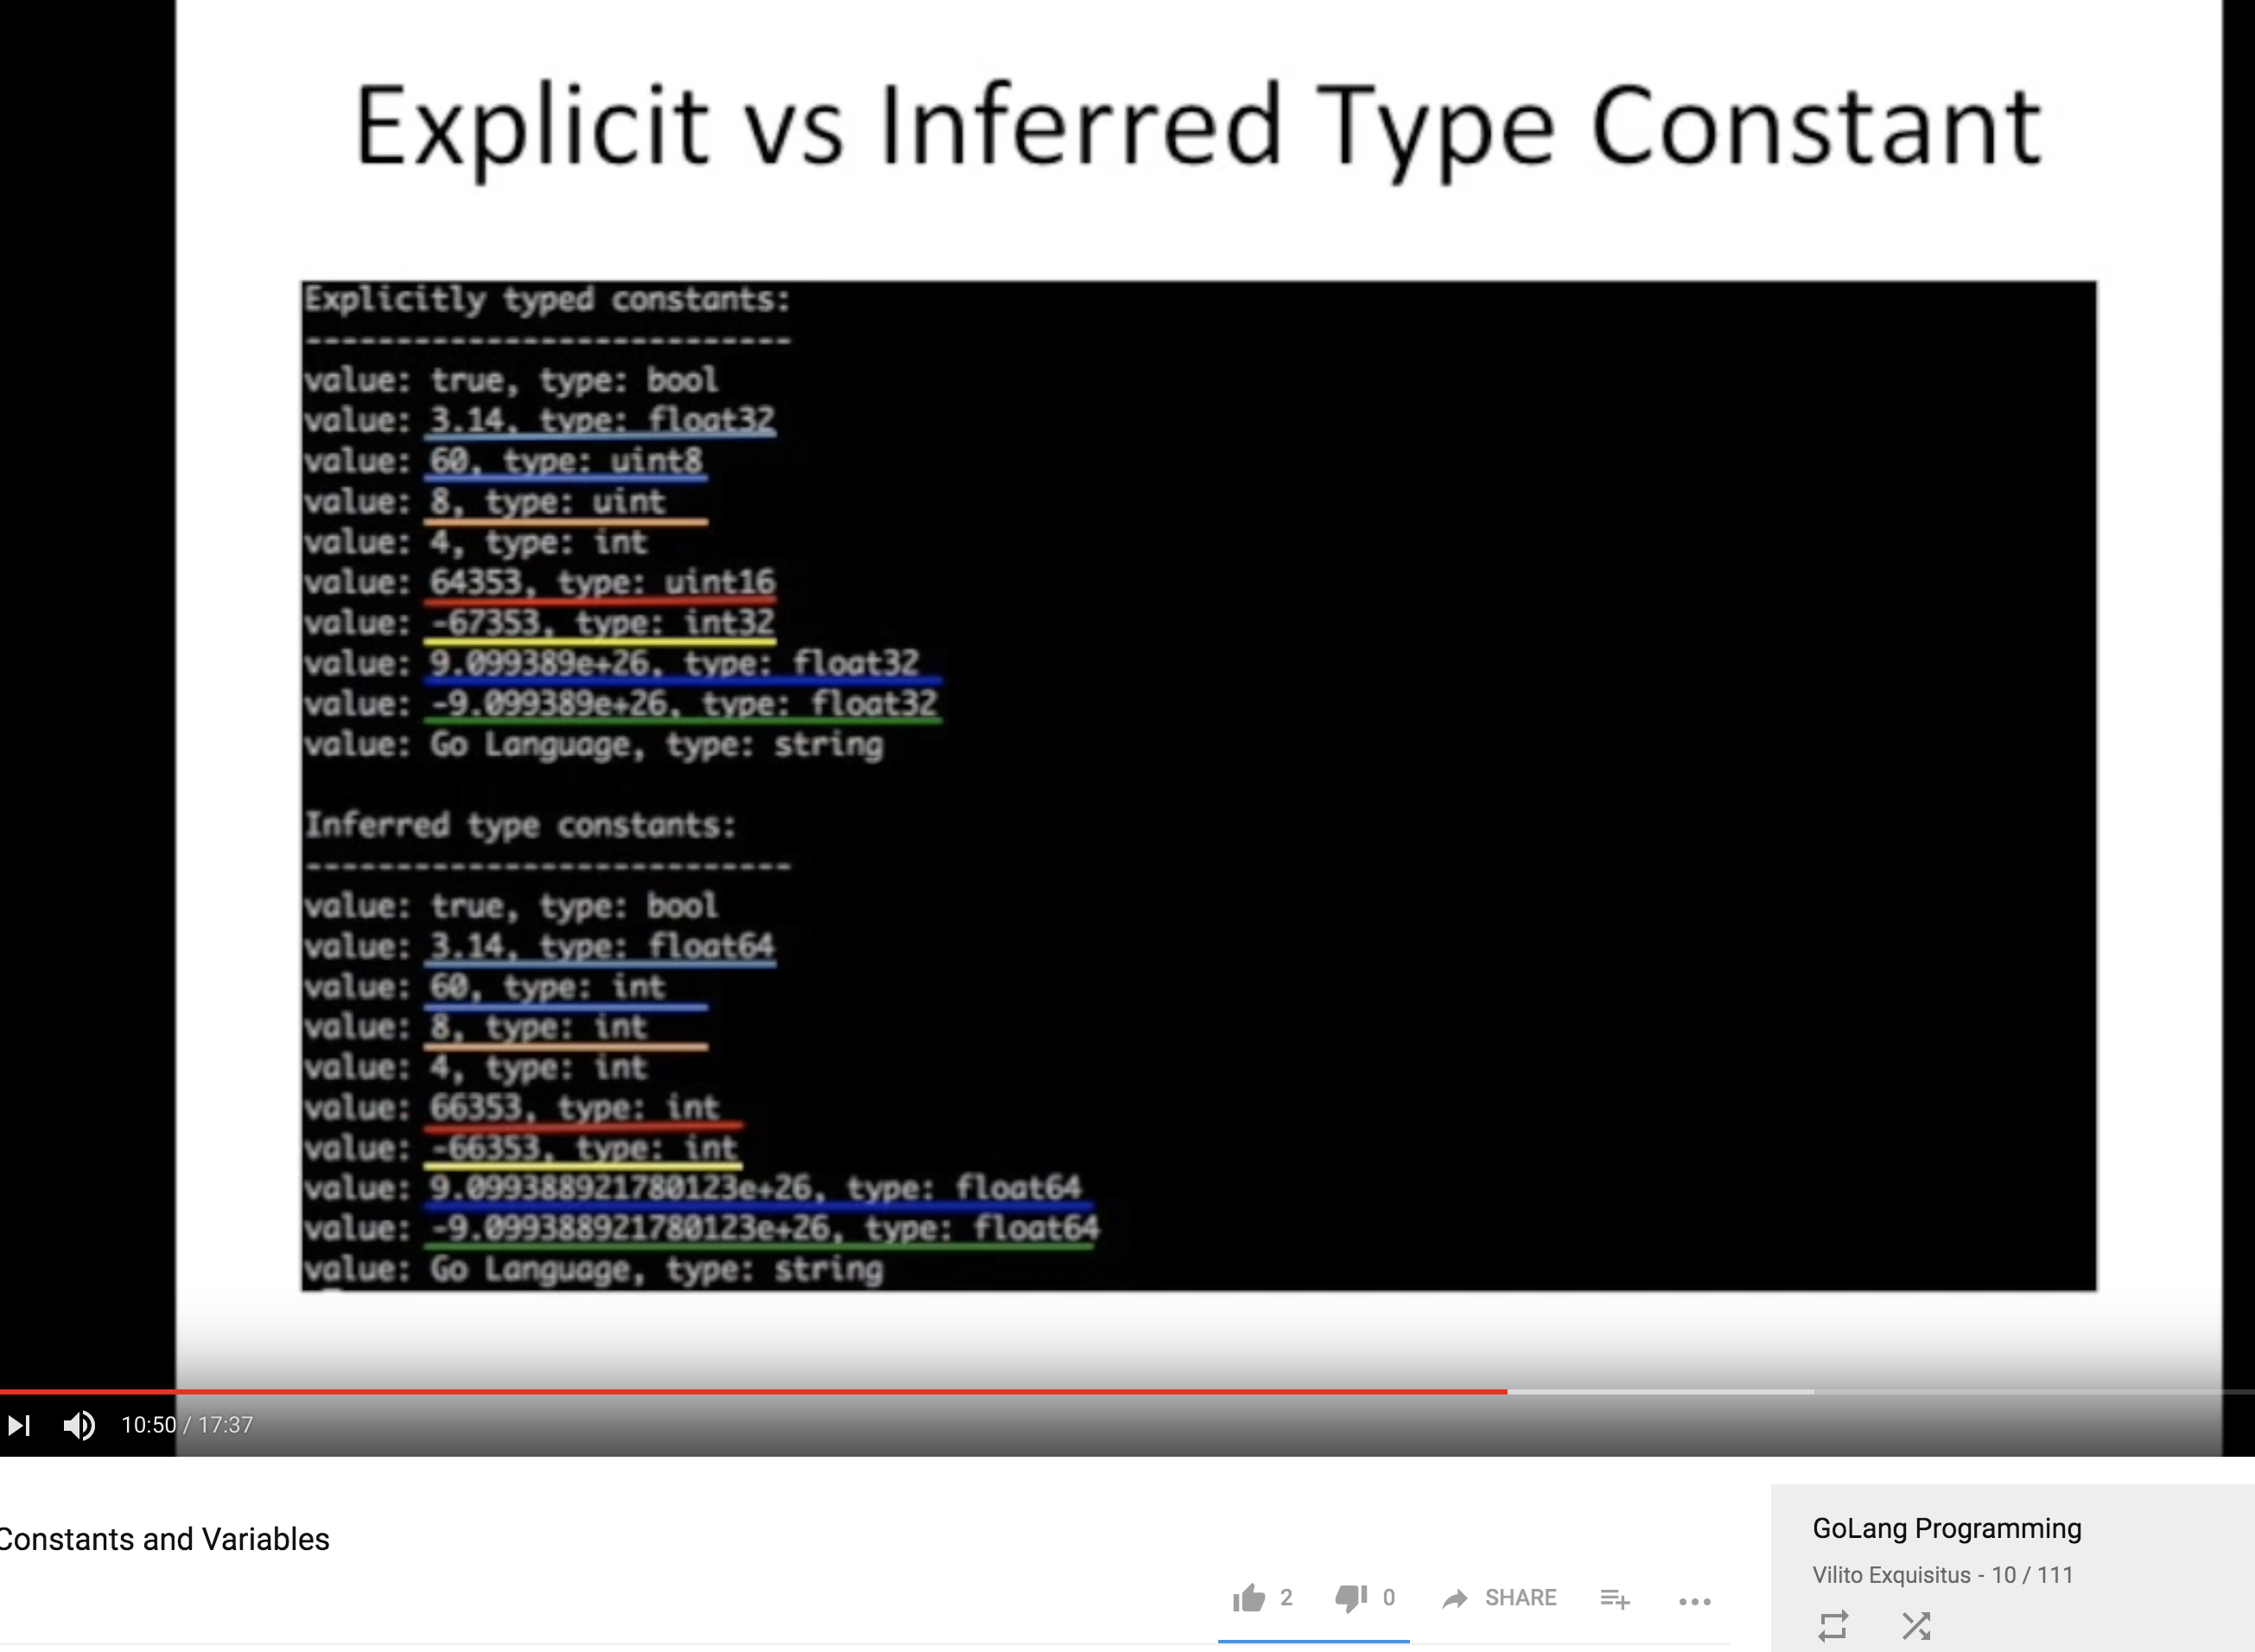 Explicit vs Inferred Type Constant
Explicitly typed constants:
---------------------------
value: true, type: bool
value: 3.14, type: float32
value: 60, type: uint8
value: 8, type: uint
value: 4, type: int
value: 64353, type: uint16
value: -67353, type: int32
value: 9.099389e+26, type: float32
value: -9.099389e+26, type: float32
value: Go Language, type: string
Inferred type constants:
---------------------------
value: true, type: bool
value: 3.14, type: float64
value: 60, type: int
value: 8, type: int
value: 4, type: int
value: 66353, type: int
value: -66353, type: int
value: 9.099388921780123e+26, type: float64
value: -9.099388921780123e+26, type: float64
value: Go Language, type: string
10:50 / 17:37
Constants and Variables
2 0 SHARE
GoLang Programming
Vilito Exquisitus - 10 / 111